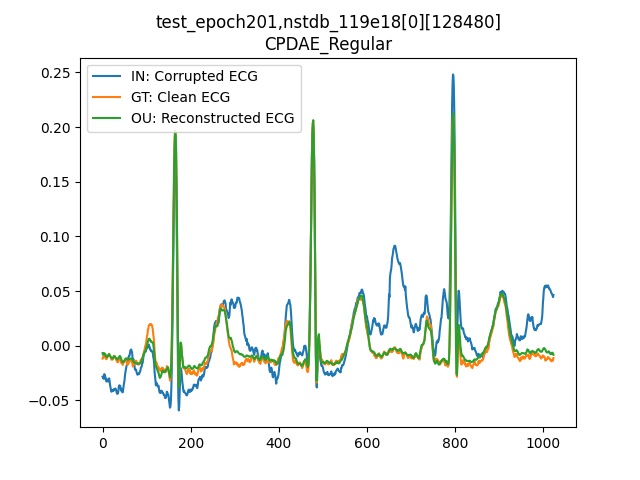 test_epoch201,nstdb_119e18[0][128480]
CPDAE_Regular
IN: Corrupted ECG
GT: Clean ECG
OU: Reconstructed ECG
0.25
0.20
0.15
0.10
0.05
0.00
−0.05
0 200 400 600 800 1000